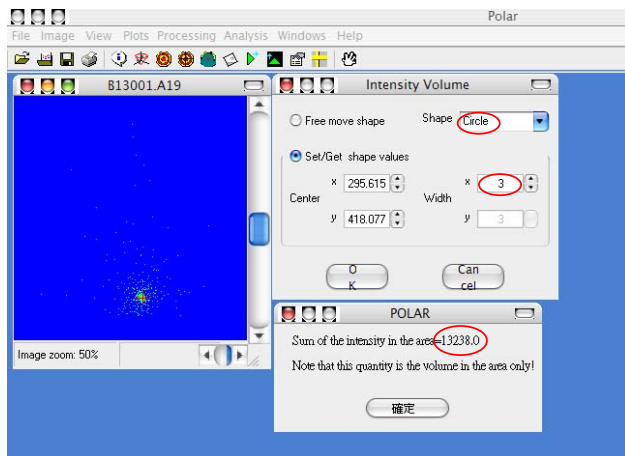 Polar
File Image View Plots Processing Analysis Windows Help
B13001.A19
Image zoom: 50%
Intensity Volume
Free move shape Shape Circle
Set/Get shape values
x 295.615 x 3
Center Width
y 418.077 y 3
O
K
Can
cel
POLAR
Sum of the intensity in the area=13238.0
Note that this quantity is the volume in the area only!
確定